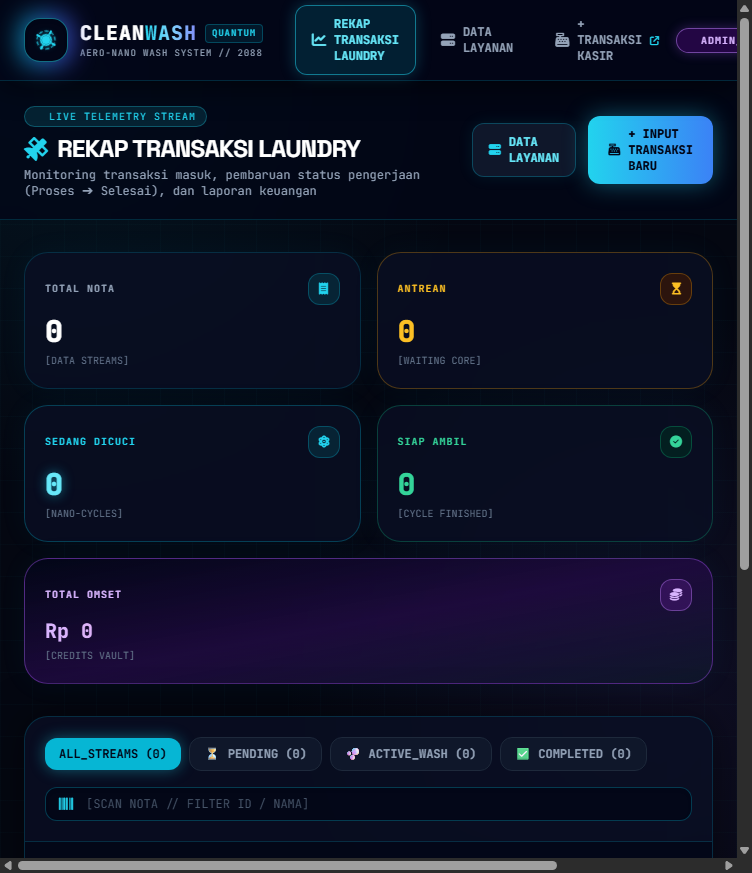 CLEANWASH QUANTUM
AERO-NANO WASH SYSTEM // 2088
REKAP
TRANSAKSI
LAUNDRY
DATA
LAYANAN
+
TRANSAKSI
KASIR
ADMIN_
LIVE TELEMETRY STREAM
REKAP TRANSAKSI LAUNDRY
Monitoring transaksi masuk, pembaruan status pengerjaan
(Proses → Selesai), dan laporan keuangan
DATA
LAYANAN
+ INPUT
TRANSAKSI
BARU
TOTAL NOTA
0
[DATA STREAMS]
ANTREAN
0
[WAITING CORE]
SEDANG DICUCI
0
[NANO-CYCLES]
SIAP AMBIL
0
[CYCLE FINISHED]
TOTAL OMSET
Rp 0
[CREDITS VAULT]
ALL_STREAMS (0)
PENDING (0)
ACTIVE_WASH (0)
COMPLETED (0)
[SCAN NOTA // FILTER ID / NAMA]